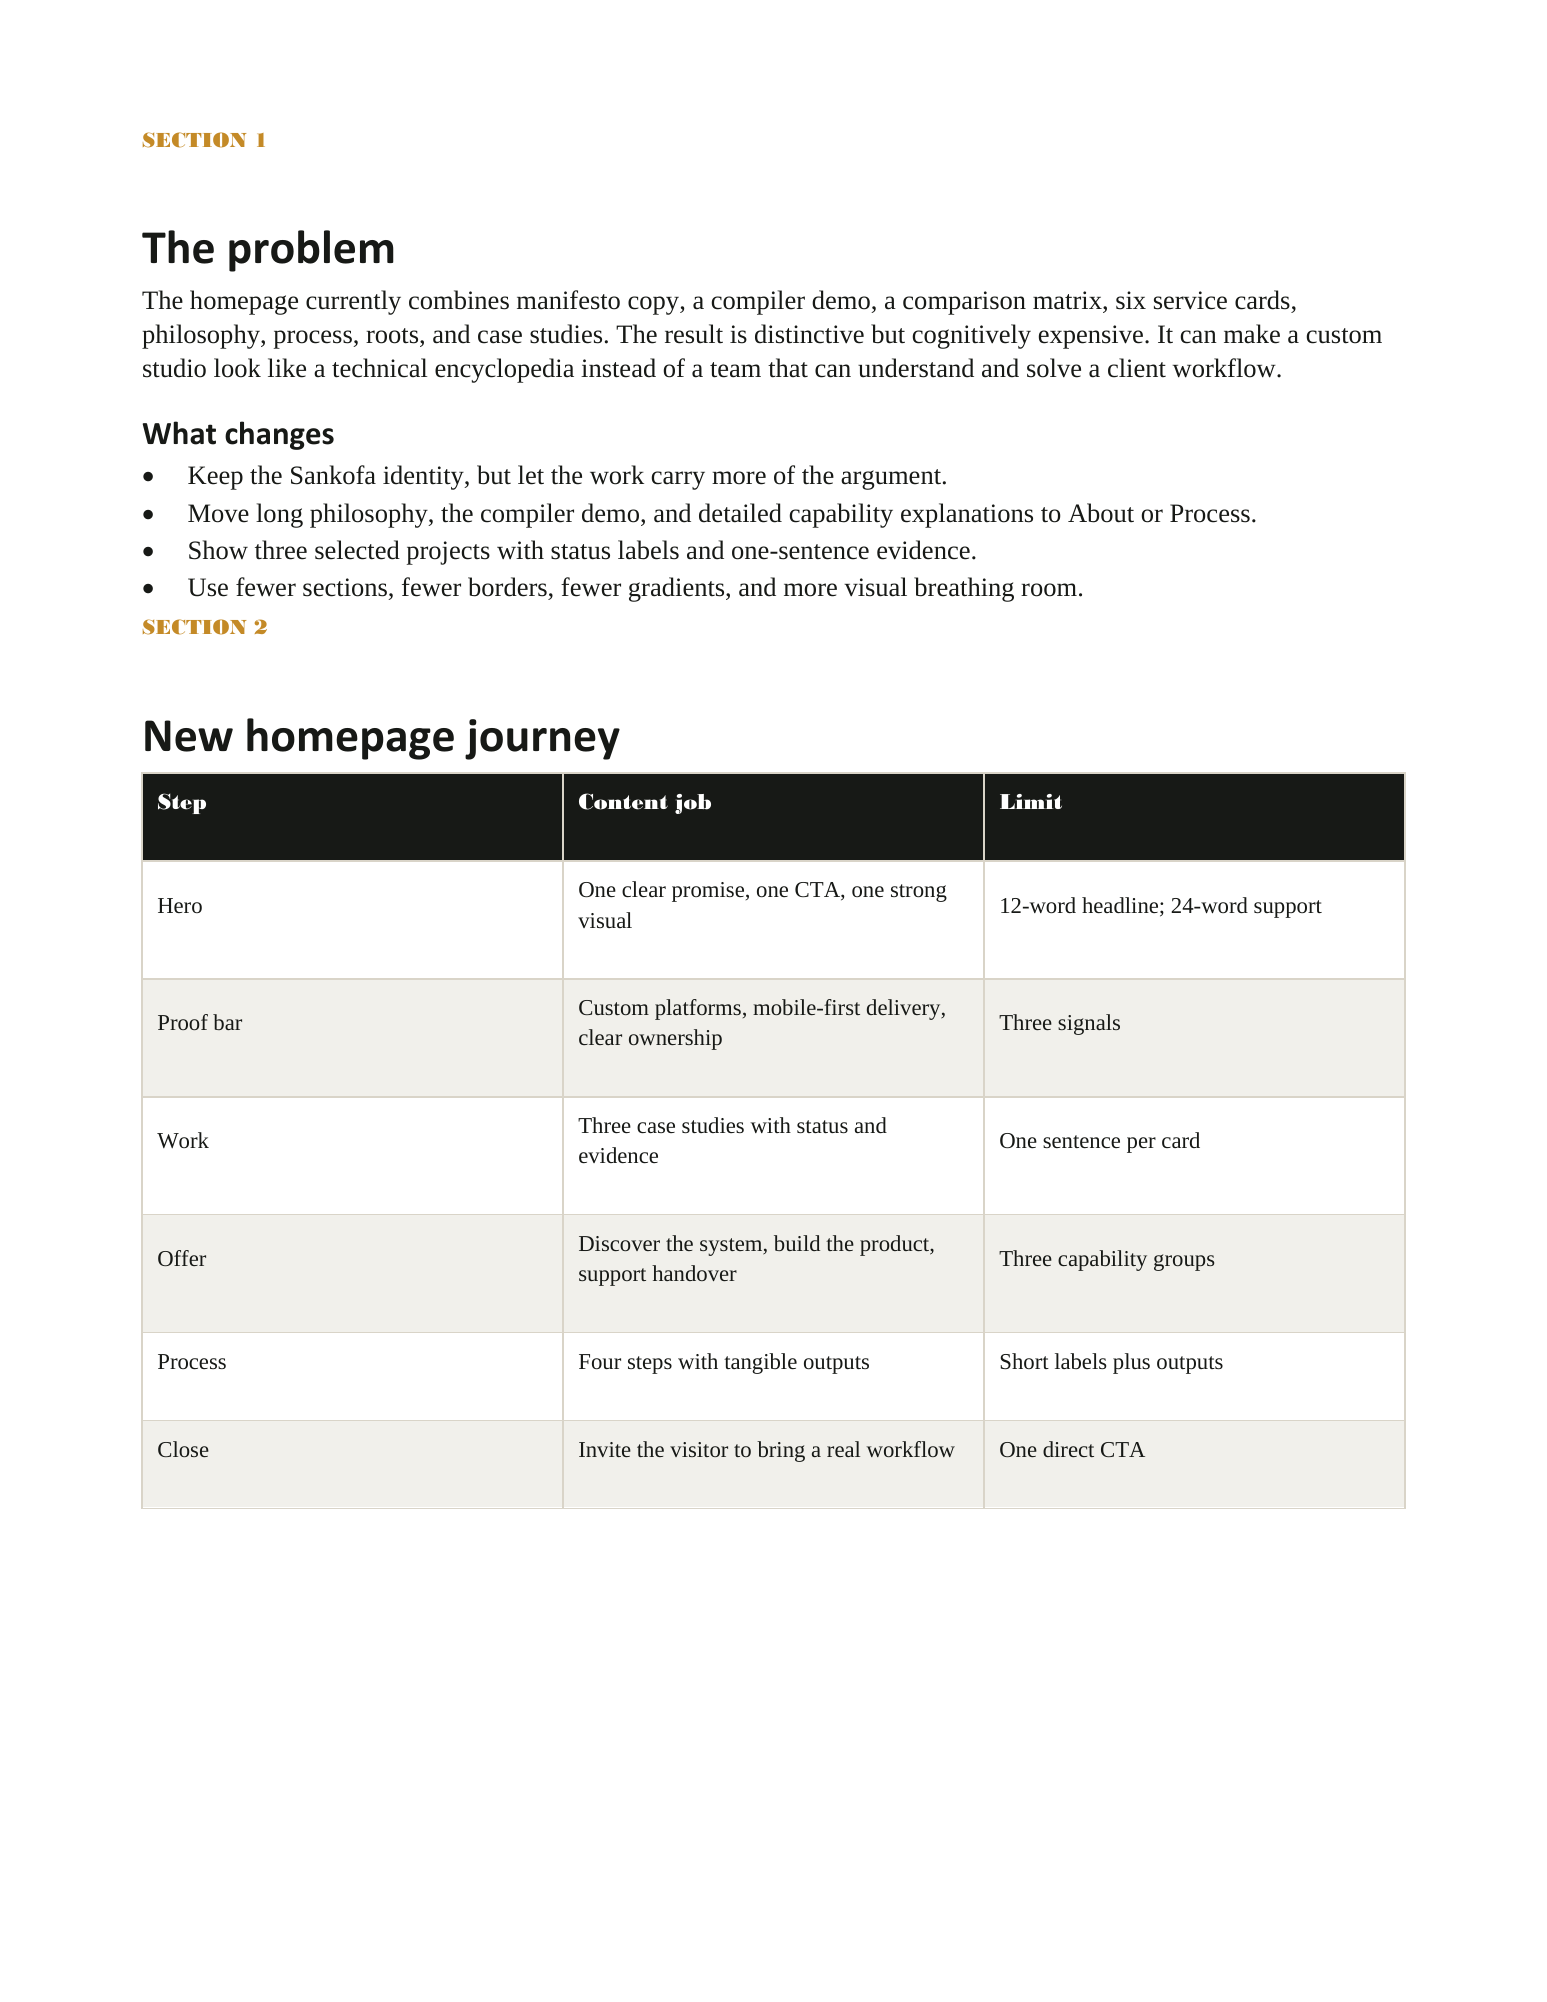 SECTION 1
The problem
The homepage currently combines manifesto copy, a compiler demo, a comparison matrix, six service cards,
philosophy, process, roots, and case studies. The result is distinctive but cognitively expensive. It can make a custom
studio look like a technical encyclopedia instead of a team that can understand and solve a client workflow.
What changes
• Keep the Sankofa identity, but let the work carry more of the argument.
• Move long philosophy, the compiler demo, and detailed capability explanations to About or Process.
• Show three selected projects with status labels and one-sentence evidence.
• Use fewer sections, fewer borders, fewer gradients, and more visual breathing room.
SECTION 2
New homepage journey
Step Content job Limit
Hero One clear promise, one CTA, one strong
visual 12-word headline; 24-word support
Proof bar Custom platforms, mobile-first delivery,
clear ownership Three signals
Work Three case studies with status and
evidence One sentence per card
Offer Discover the system, build the product,
support handover Three capability groups
Process Four steps with tangible outputs Short labels plus outputs
Close Invite the visitor to bring a real workflow One direct CTA